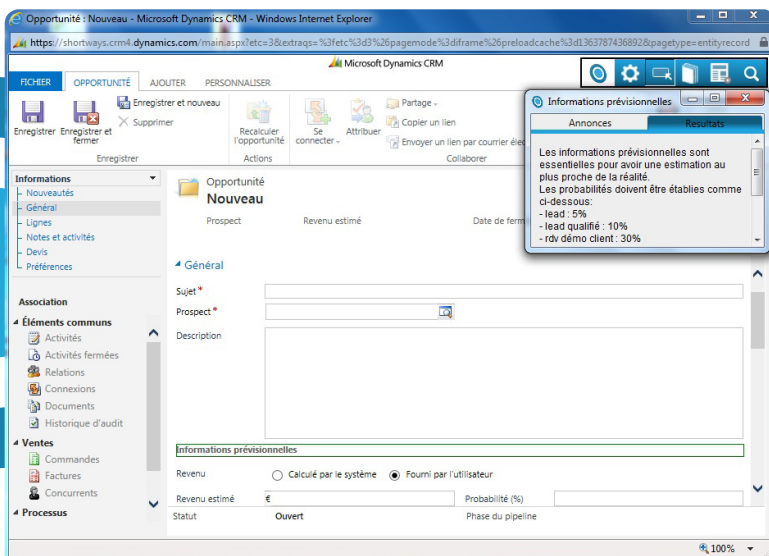 Opportunité : Nouveau - Microsoft Dynamics CRM - Windows Internet Explorer
https://shortways.crm4.dynamics.com/main.aspx?etc=3&extraqs=%3fetc%3d3%26pagemode%3diframe%26preloadcache%3d1363787436892&pagetype=entityrecord
Microsoft Dynamics CRM
FICHIER OPPORTUNITÉ AJOUTER PERSONNALISER
Enregistrer
Enregistrer et fermer
Enregistrer et nouveau
Supprimer
Enregistrer
Recalculer l'opportunité
Actions
Se connecter
Attribuer
Partage
Copier un lien
Envoyer un lien par courrier élec
Collaborer
Informations prévisionnelles
Annonces Resultats
Les informations prévisionnelles sont
essentielles pour avoir une estimation au
plus proche de la réalité.
Les probabilités doivent être établies comme
ci-dessous:
- lead : 5%
- lead qualifié : 10%
- rdv démo client : 30%
Informations
Nouveautés
Général
Lignes
Notes et activités
Devis
Préférences
Association
Éléments communs
Activités
Activités fermées
Relations
Connexions
Documents
Historique d'audit
Ventes
Commandes
Factures
Concurrents
Processus
Opportunité
Nouveau
Prospect Revenu estimé Date de ferm
Général
Sujet *
Prospect *
Description
Informations prévisionnelles
Revenu Calculé par le système Fourni par l'utilisateur
Revenu estimé € Probabilité (%)
Statut Ouvert Phase du pipeline
100%